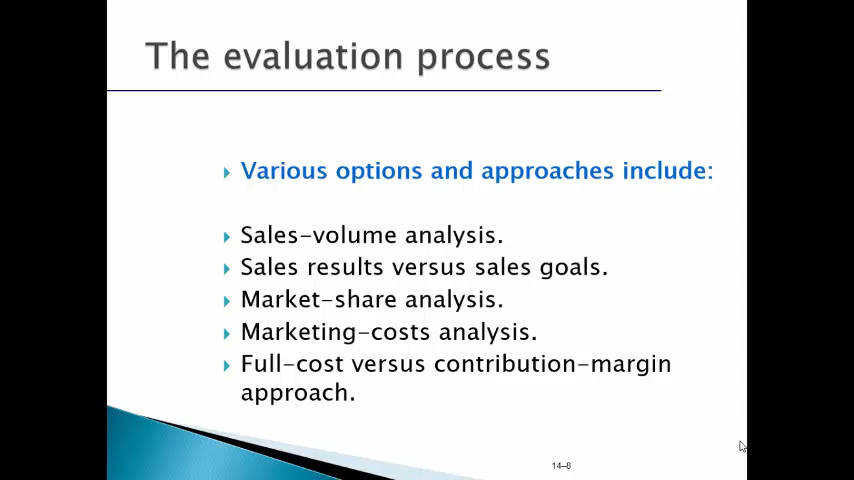 The evaluation process
Various options and approaches include:
Sales-volume analysis.
Sales results versus sales goals.
Market-share analysis.
Marketing-costs analysis.
Full-cost versus contribution-margin
approach.
14-8